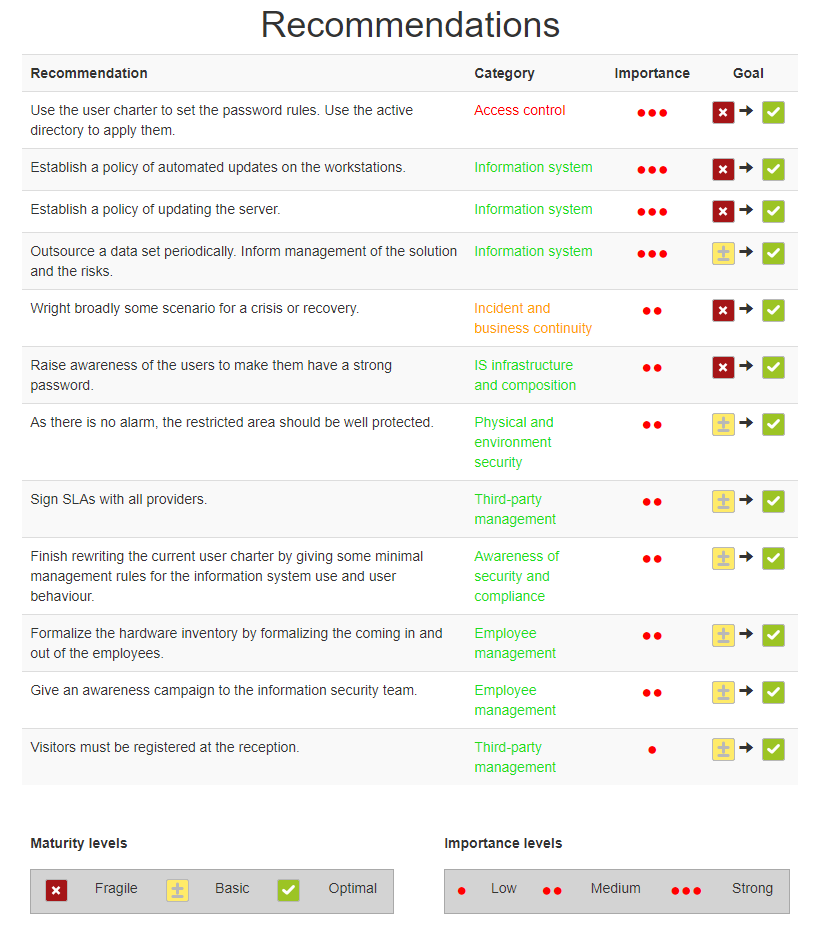 Recommendations
Recommendation Category Importance Goal
Use the user charter to set the password rules. Use the active Access control
directory to apply them.
Establish a policy of automated updates on the workstations. Information system
Establish a policy of updating the server. Information system
Outsource a data set periodically. Inform management of the solution Information system
and the risks.
Wright broadly some scenario for a crisis or recovery. Incident and
business continuity
Raise awareness of the users to make them have a strong IS infrastructure
password. and composition
As there is no alarm, the restricted area should be well protected. Physical and
environment
security
Sign SLAs with all providers. Third-party
management
Finish rewriting the current user charter by giving some minimal Awareness of
management rules for the information system use and user security and
behaviour. compliance
Formalize the hardware inventory by formalizing the coming in and Employee
out of the employees. management
Give an awareness campaign to the information security team. Employee
management
Visitors must be registered at the reception. Third-party
management
Maturity levels Importance levels
Fragile Basic Optimal Low Medium Strong